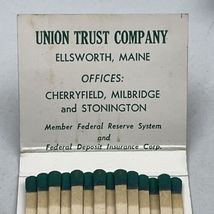 UNION TRUST COMPANY
ELLSWORTH, MAINE
OFFICES:
CHERRYFIELD, MILBRIDGE
and STONINGTON
Member Federal Reserve System
and
Federal Deposit Insurance Corp.